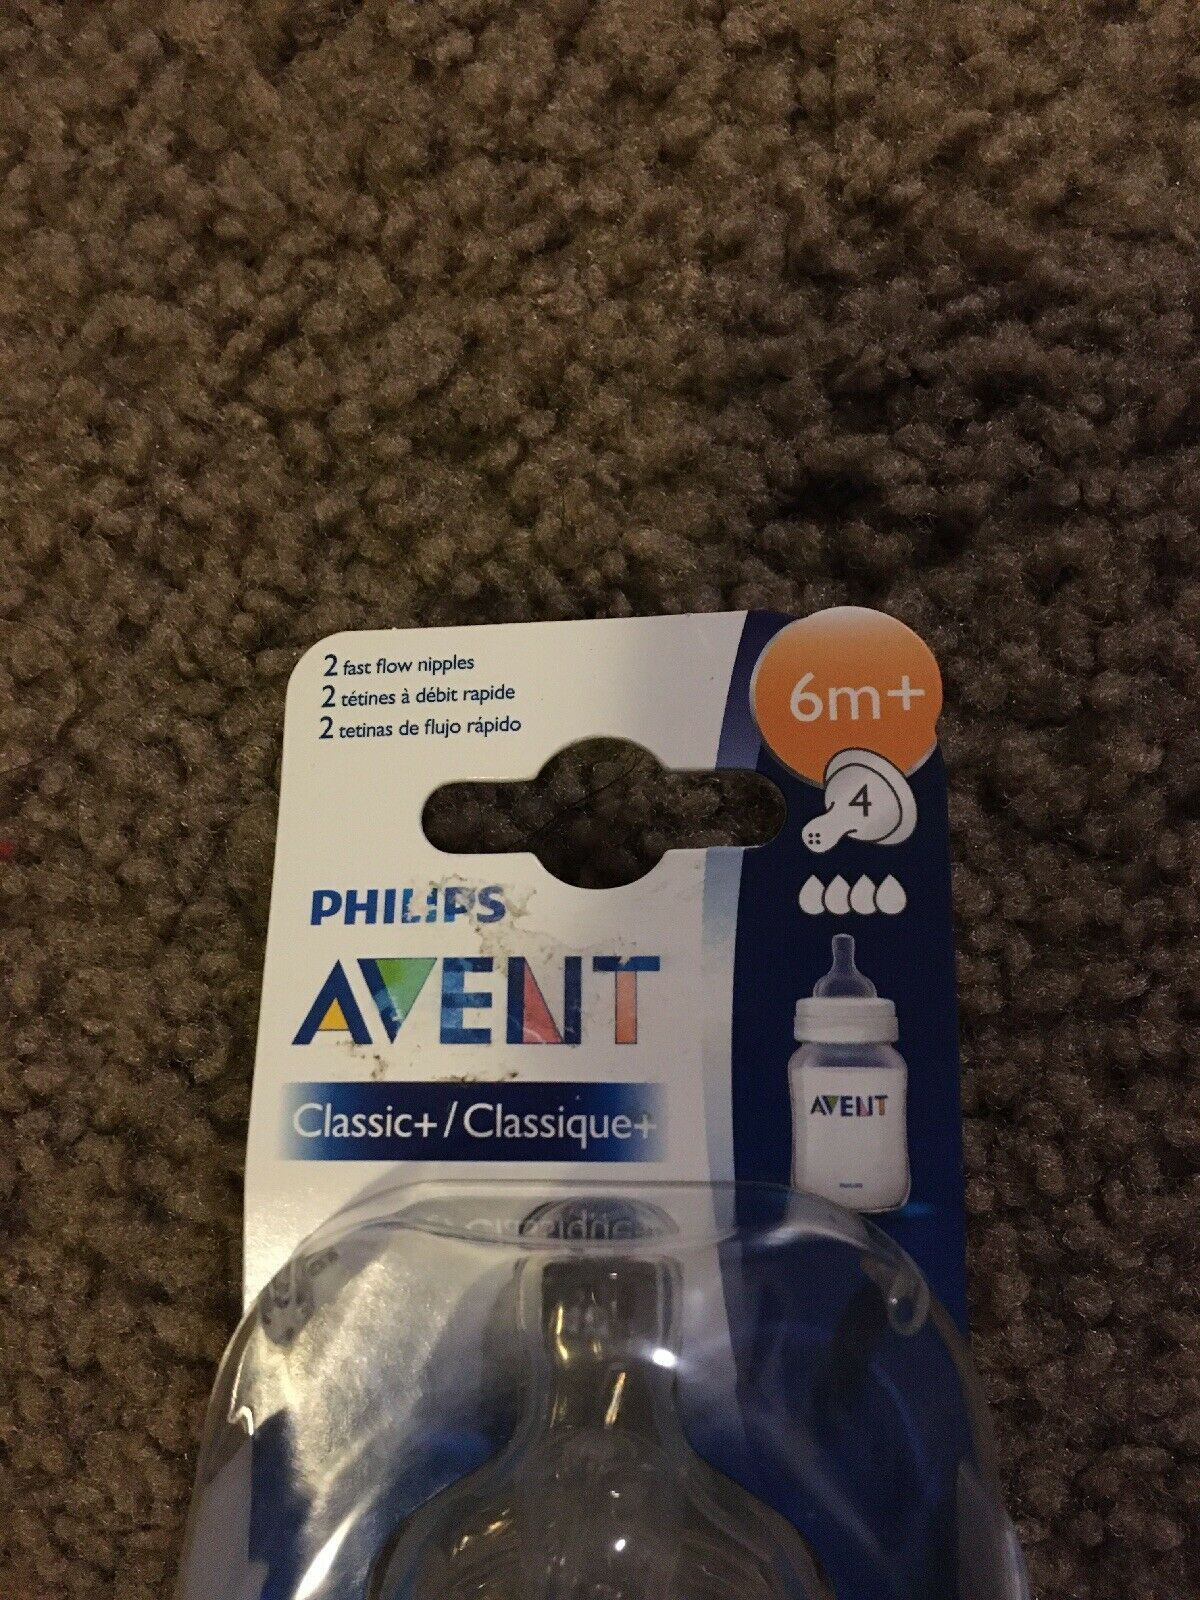 2 fast flow nipples
2 tétines à débit rapide
2 tetinas de flujo rápido
6m+
4
PHILIPS
AVENT
Classic+ / Classique+
AVENT
PHILIPS